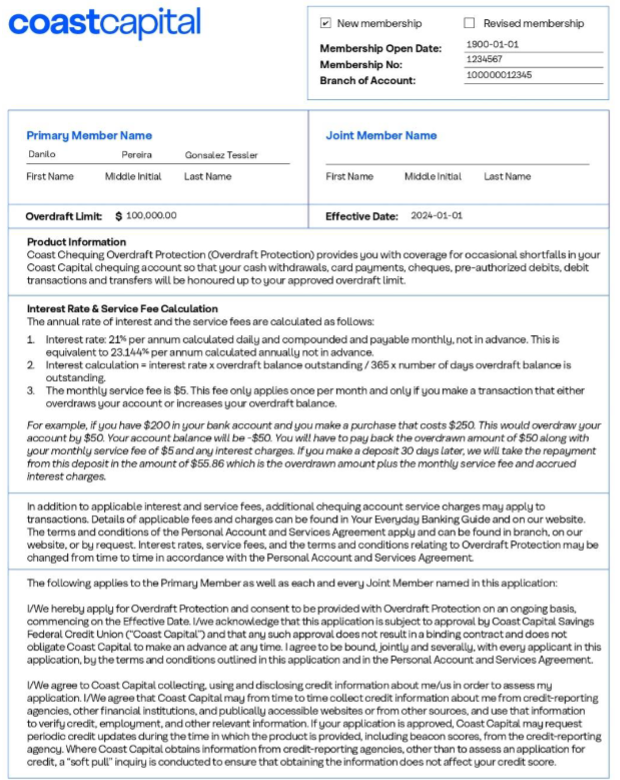 coastcapital
✔ New membership ☐ Revised membership
Membership Open Date: 1900-01-01
Membership No: 1234567
Branch of Account: 100000012345
Primary Member Name
Danilo Pereira Gonsalez Tessler
First Name Middle Initial Last Name
Joint Member Name
First Name Middle Initial Last Name
Overdraft Limit: $ 100,000.00
Effective Date: 2024-01-01
Product Information
Coast Chequing Overdraft Protection (Overdraft Protection) provides you with coverage for occasional shortfalls in your
Coast Capital chequing account so that your cash withdrawals, card payments, cheques, pre-authorized debits, debit
transactions and transfers will be honoured up to your approved overdraft limit.
Interest Rate & Service Fee Calculation
The annual rate of interest and the service fees are calculated as follows:
1. Interest rate: 21% per annum calculated daily and compounded and payable monthly, not in advance. This is
equivalent to 23.144% per annum calculated annually not in advance.
2. Interest calculation = interest rate x overdraft balance outstanding / 365 x number of days overdraft balance is
outstanding.
3. The monthly service fee is $5. This fee only applies once per month and only if you make a transaction that either
overdraws your account or increases your overdraft balance.
For example, if you have $200 in your bank account and you make a purchase that costs $250. This would overdraw your
account by $50. Your account balance will be -$50. You will have to pay back the overdrawn amount of $50 along with
your monthly service fee of $5 and any interest charges. If you make a deposit 30 days later, we will take the repayment
from this deposit in the amount of $55.86 which is the overdrawn amount plus the monthly service fee and accrued
interest charges.
In addition to applicable interest and service fees, additional chequing account service charges may apply to
transactions. Details of applicable fees and charges can be found in Your Everyday Banking Guide and on our website.
The terms and conditions of the Personal Account and Services Agreement apply and can be found in branch, on our
website, or by request. Interest rates, service fees, and the terms and conditions relating to Overdraft Protection may be
changed from time to time in accordance with the Personal Account and Services Agreement.
The following applies to the Primary Member as well as each and every Joint Member named in this application:
I/We hereby apply for Overdraft Protection and consent to be provided with Overdraft Protection on an ongoing basis,
commencing on the Effective Date. I/we acknowledge that this application is subject to approval by Coast Capital Savings
Federal Credit Union ("Coast Capital") and that any such approval does not result in a binding contract and does not
obligate Coast Capital to make an advance at any time. I agree to be bound, jointly and severally, with every applicant in this
application, by the terms and conditions outlined in this application and in the Personal Account and Services Agreement.
I/We agree to Coast Capital collecting, using and disclosing credit information about me/us in order to assess my
application. I/We agree that Coast Capital may from time to time collect credit information about me from credit-reporting
agencies, other financial institutions, and publically accessible websites or from other sources, and use that information
to verify credit, employment, and other relevant information. If your application is approved, Coast Capital may request
periodic credit updates during the time in which the product is provided, including beacon scores, from the credit-reporting
agency. Where Coast Capital obtains information from credit-reporting agencies, other than to assess an application for
credit, a "soft pull" inquiry is conducted to ensure that obtaining the information does not affect your credit score.